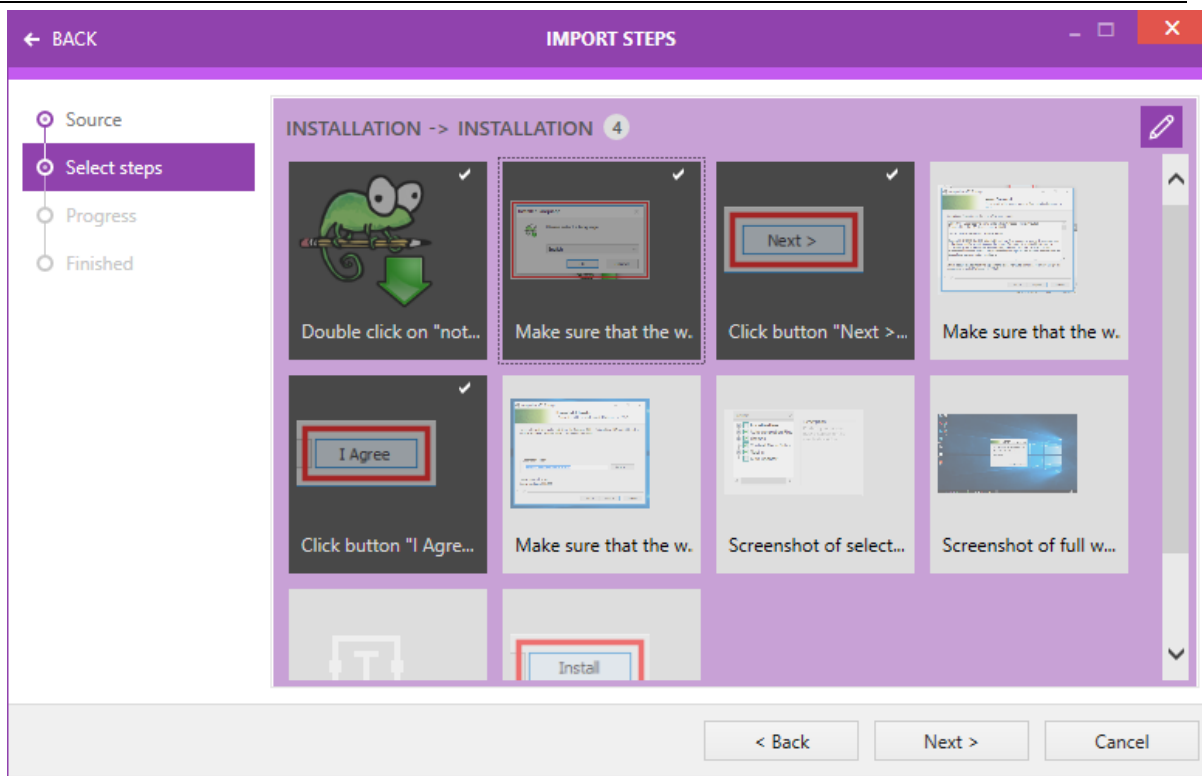 BACK
IMPORT STEPS
Source
Select steps
Progress
Finished
INSTALLATION -> INSTALLATION 4
Double click on "not...
Make sure that the w..
Next >
Click button "Next >...
Make sure that the w..
I Agree
Click button "I Agre...
Make sure that the w..
Screenshot of select...
Screenshot of full w...
T
Install
< Back
Next >
Cancel